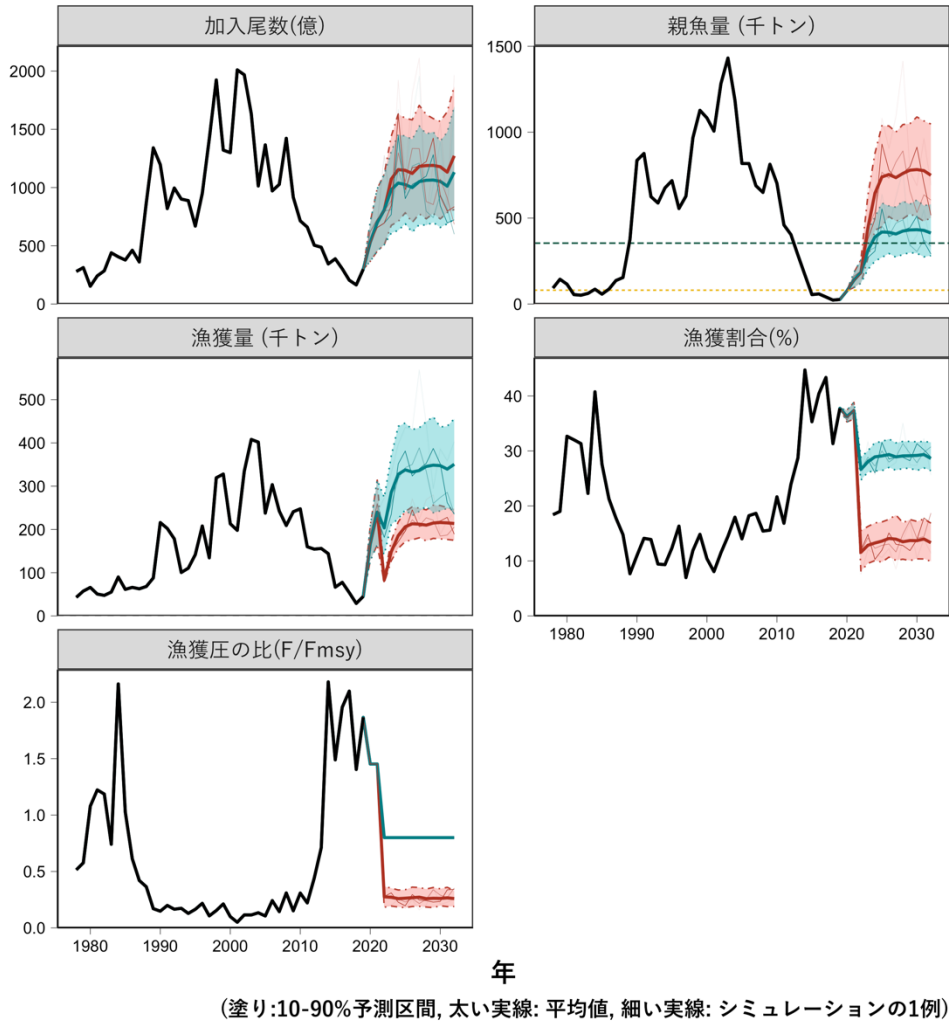 加入尾数(億)
親魚量 (千トン)
2000
1500
1000
500
0
1500
1000
500
0
漁獲量 (千トン)
漁獲割合(%)
500
400
300
200
100
0
40
30
20
10
0
1980 1990 2000 2010 2020 2030
漁獲圧の比(F/Fmsy)
2.0
1.5
1.0
0.5
0.0
1980 1990 2000 2010 2020 2030
年
(塗り:10-90%予測区間, 太い実線: 平均値, 細い実線: シミュレーションの1例)